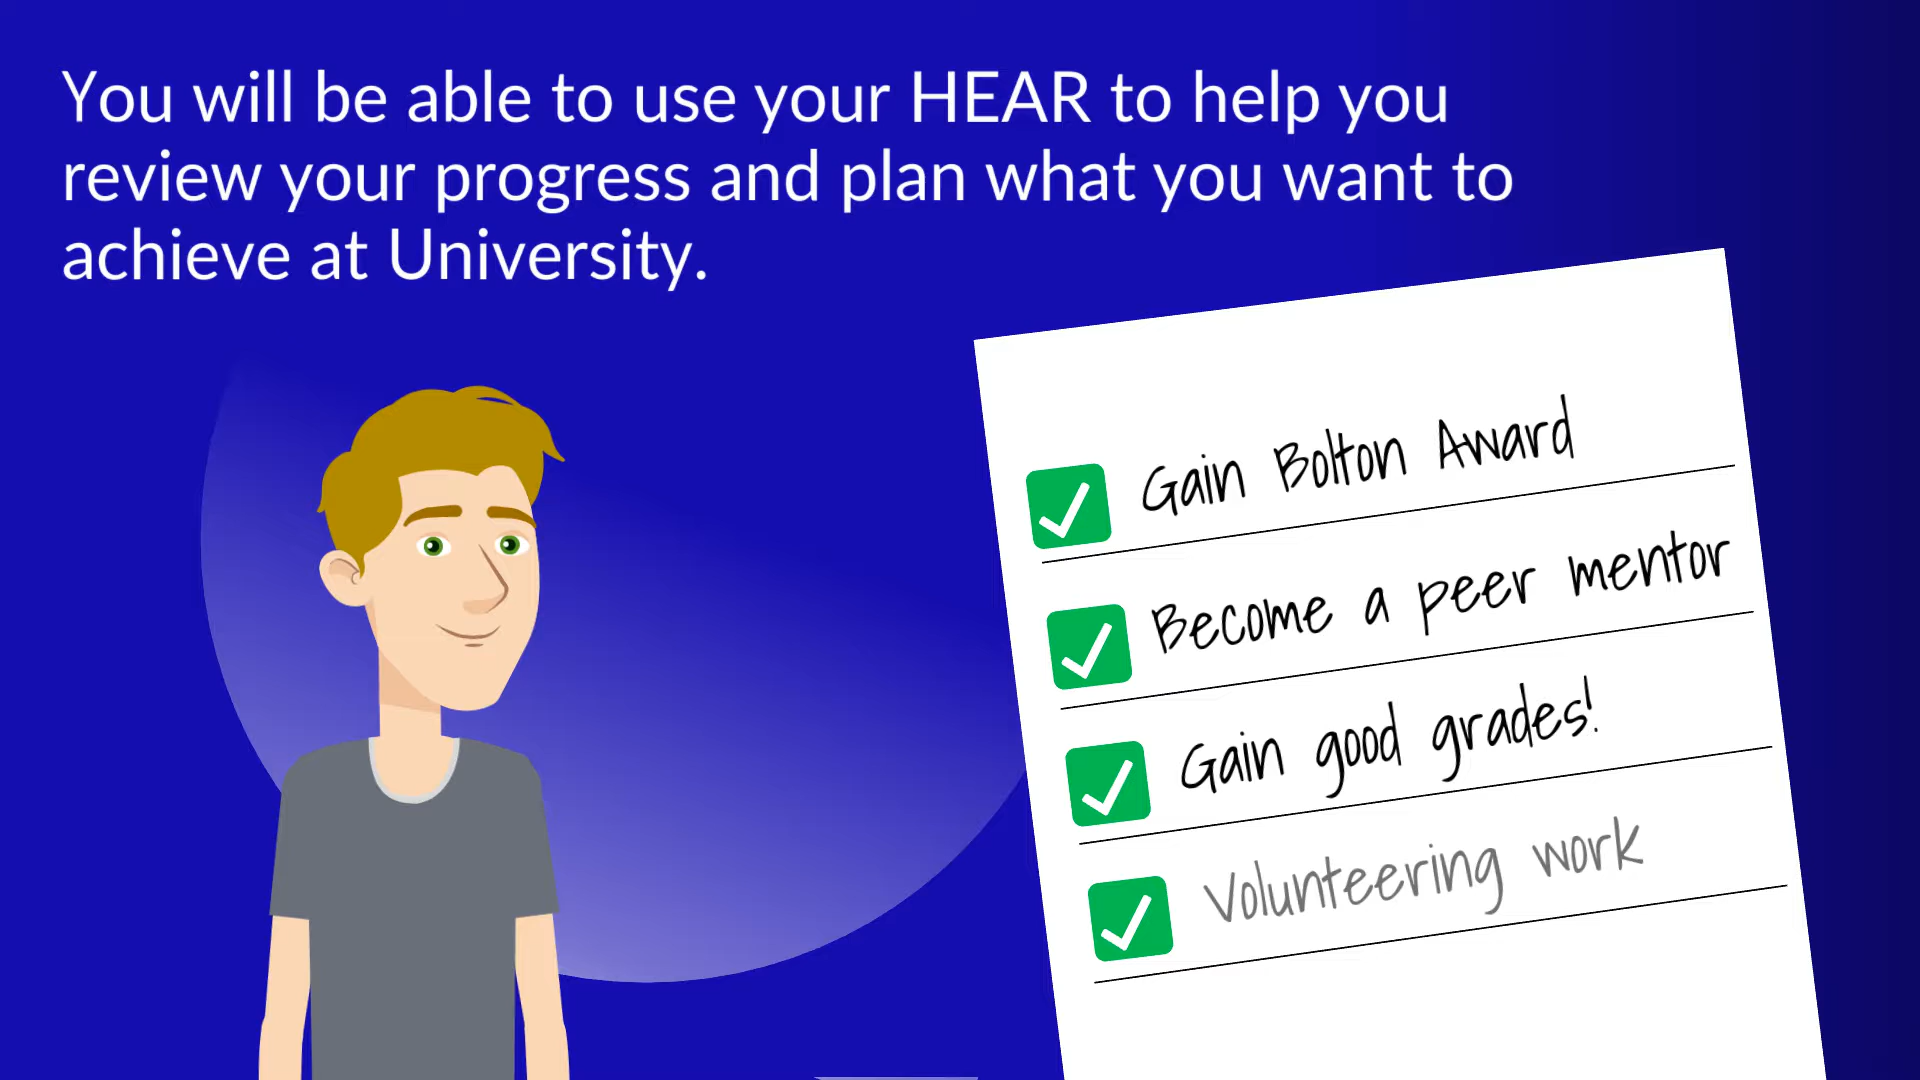 You will be able to use your HEAR to help you
review your progress and plan what you want to
achieve at University.
Gain Bolton Award
Become a peer mentor
Gain good grades!
Volunteering work